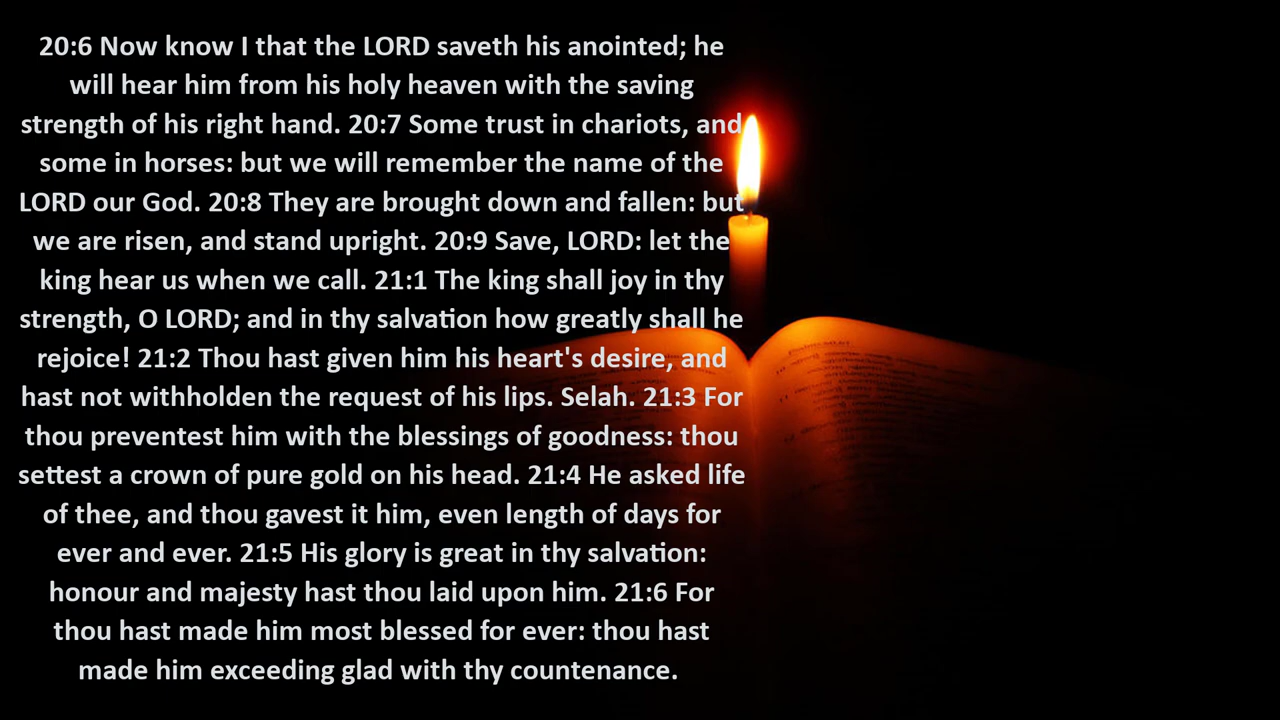 20:6 Now know I that the LORD saveth his anointed; he
will hear him from his holy heaven with the saving
strength of his right hand. 20:7 Some trust in chariots, and
some in horses: but we will remember the name of the
LORD our God. 20:8 They are brought down and fallen: but
we are risen, and stand upright. 20:9 Save, LORD: let the
king hear us when we call. 21:1 The king shall joy in thy
strength, O LORD; and in thy salvation how greatly shall he
rejoice! 21:2 Thou hast given him his heart's desire, and
hast not withholden the request of his lips. Selah. 21:3 For
thou preventest him with the blessings of goodness: thou
settest a crown of pure gold on his head. 21:4 He asked life
of thee, and thou gavest it him, even length of days for
ever and ever. 21:5 His glory is great in thy salvation:
honour and majesty hast thou laid upon him. 21:6 For
thou hast made him most blessed for ever: thou hast
made him exceeding glad with thy countenance.